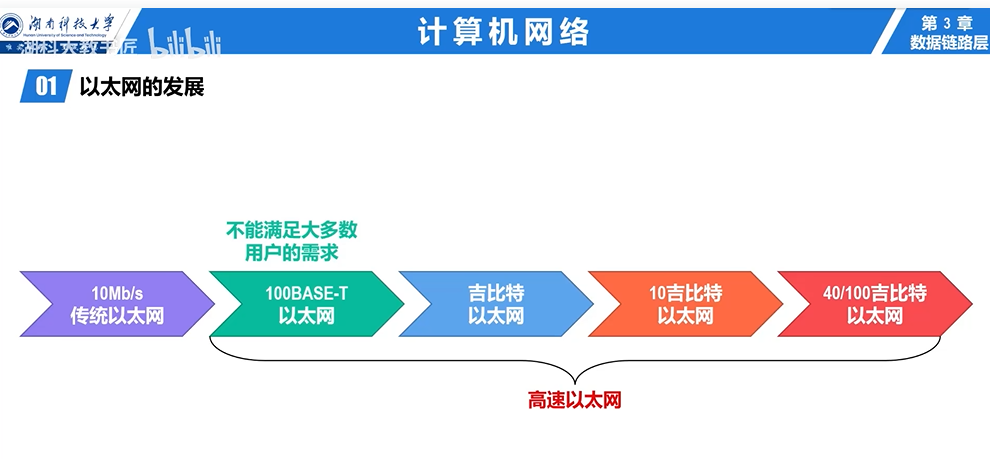 湖南科技大学
Hunan University of Science and Technology
计算机网络
第 3 章
数据链路层
湖科大教书匠
bilibili
01 以太网的发展
不能满足大多数
用户的需求
10Mb/s
传统以太网
100BASE-T
以太网
吉比特
以太网
10吉比特
以太网
40/100吉比特
以太网
高速以太网